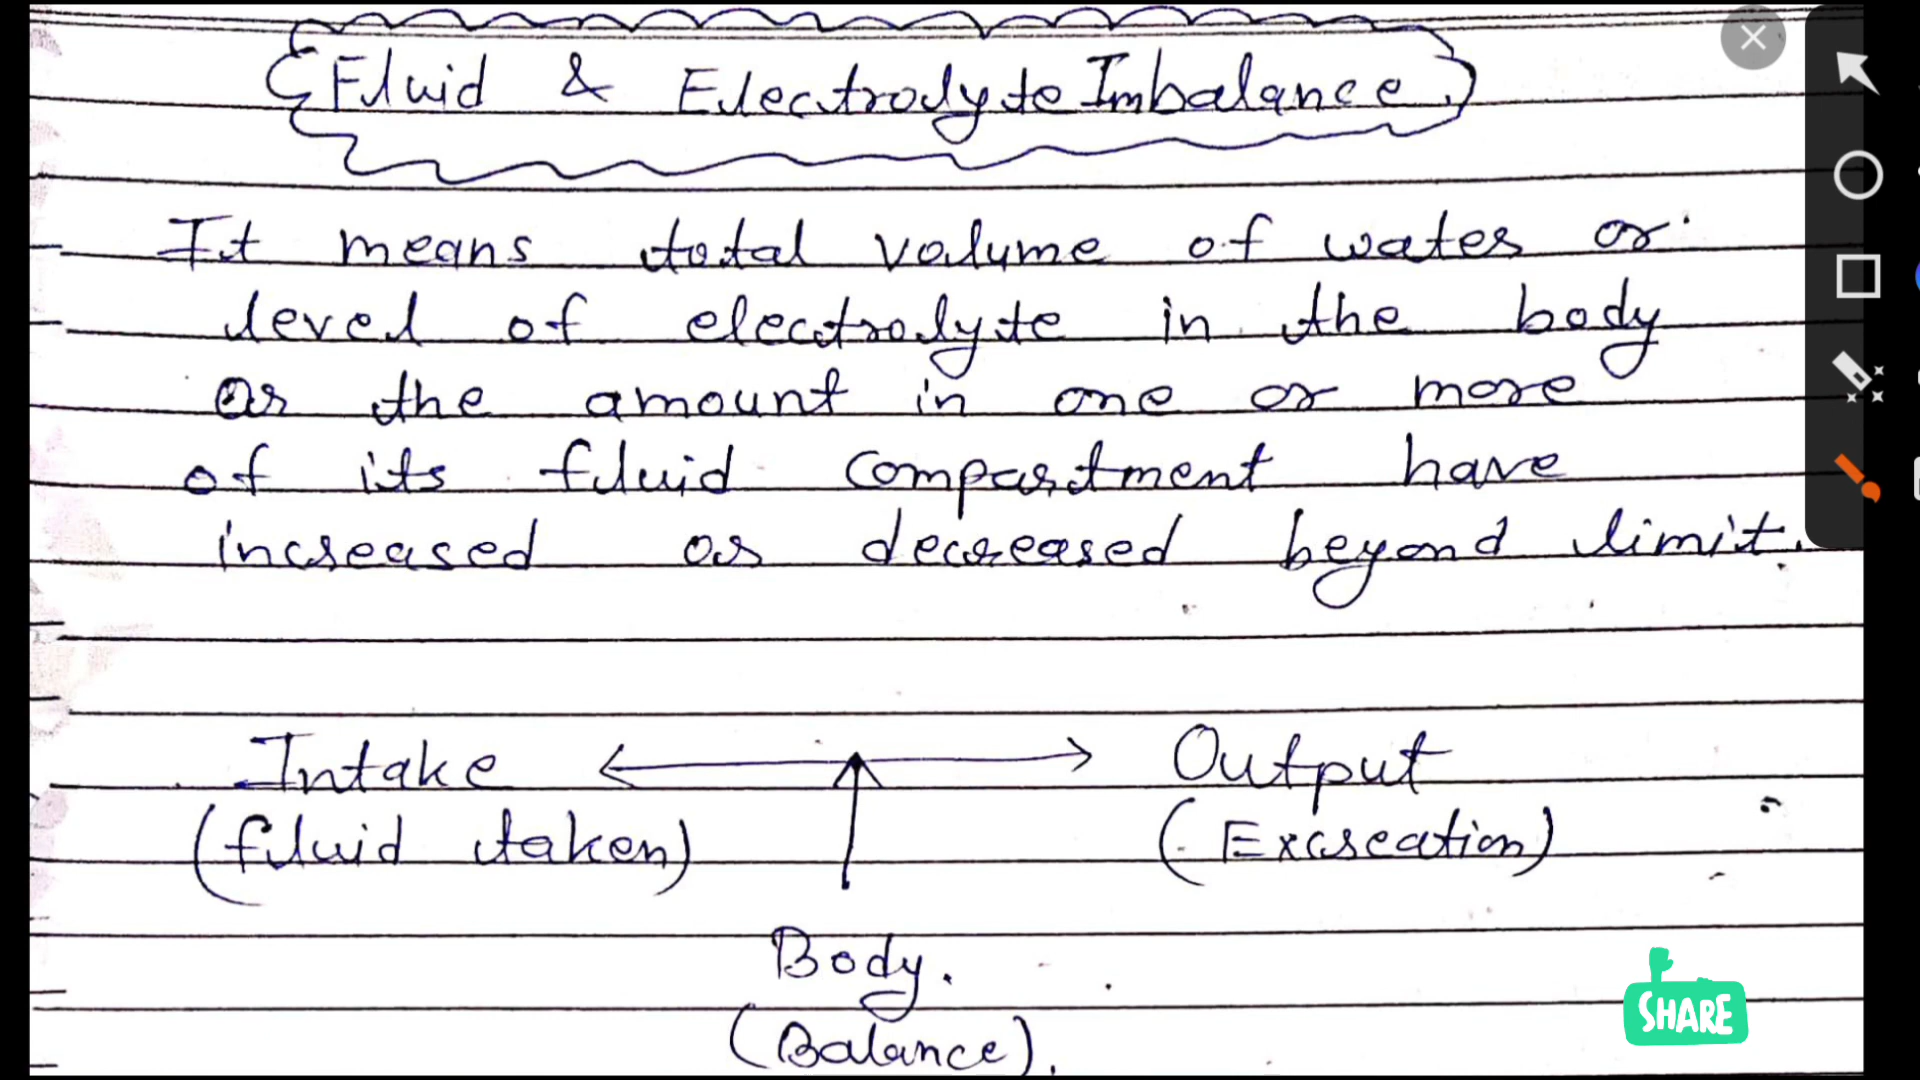 Fluid & Electrolyte Imbalance
It means total volume of water or
level of electrolyte in the body
or the amount in one or more
of its fluid compartment have
increased or decreased beyond limit.
Intake Output
(fluid taken) (Excreation)
Body.
(Balance).
SHARE